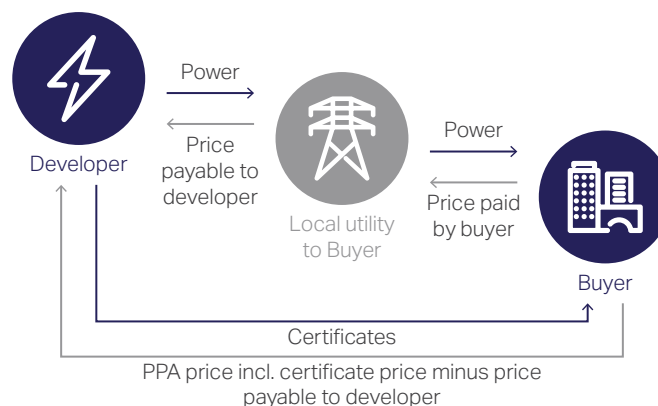 Power
Price
payable to
developer
Developer
Local utility
to Buyer
Power
Price paid
by buyer
Buyer
Certificates
PPA price incl. certificate price minus price
payable to developer